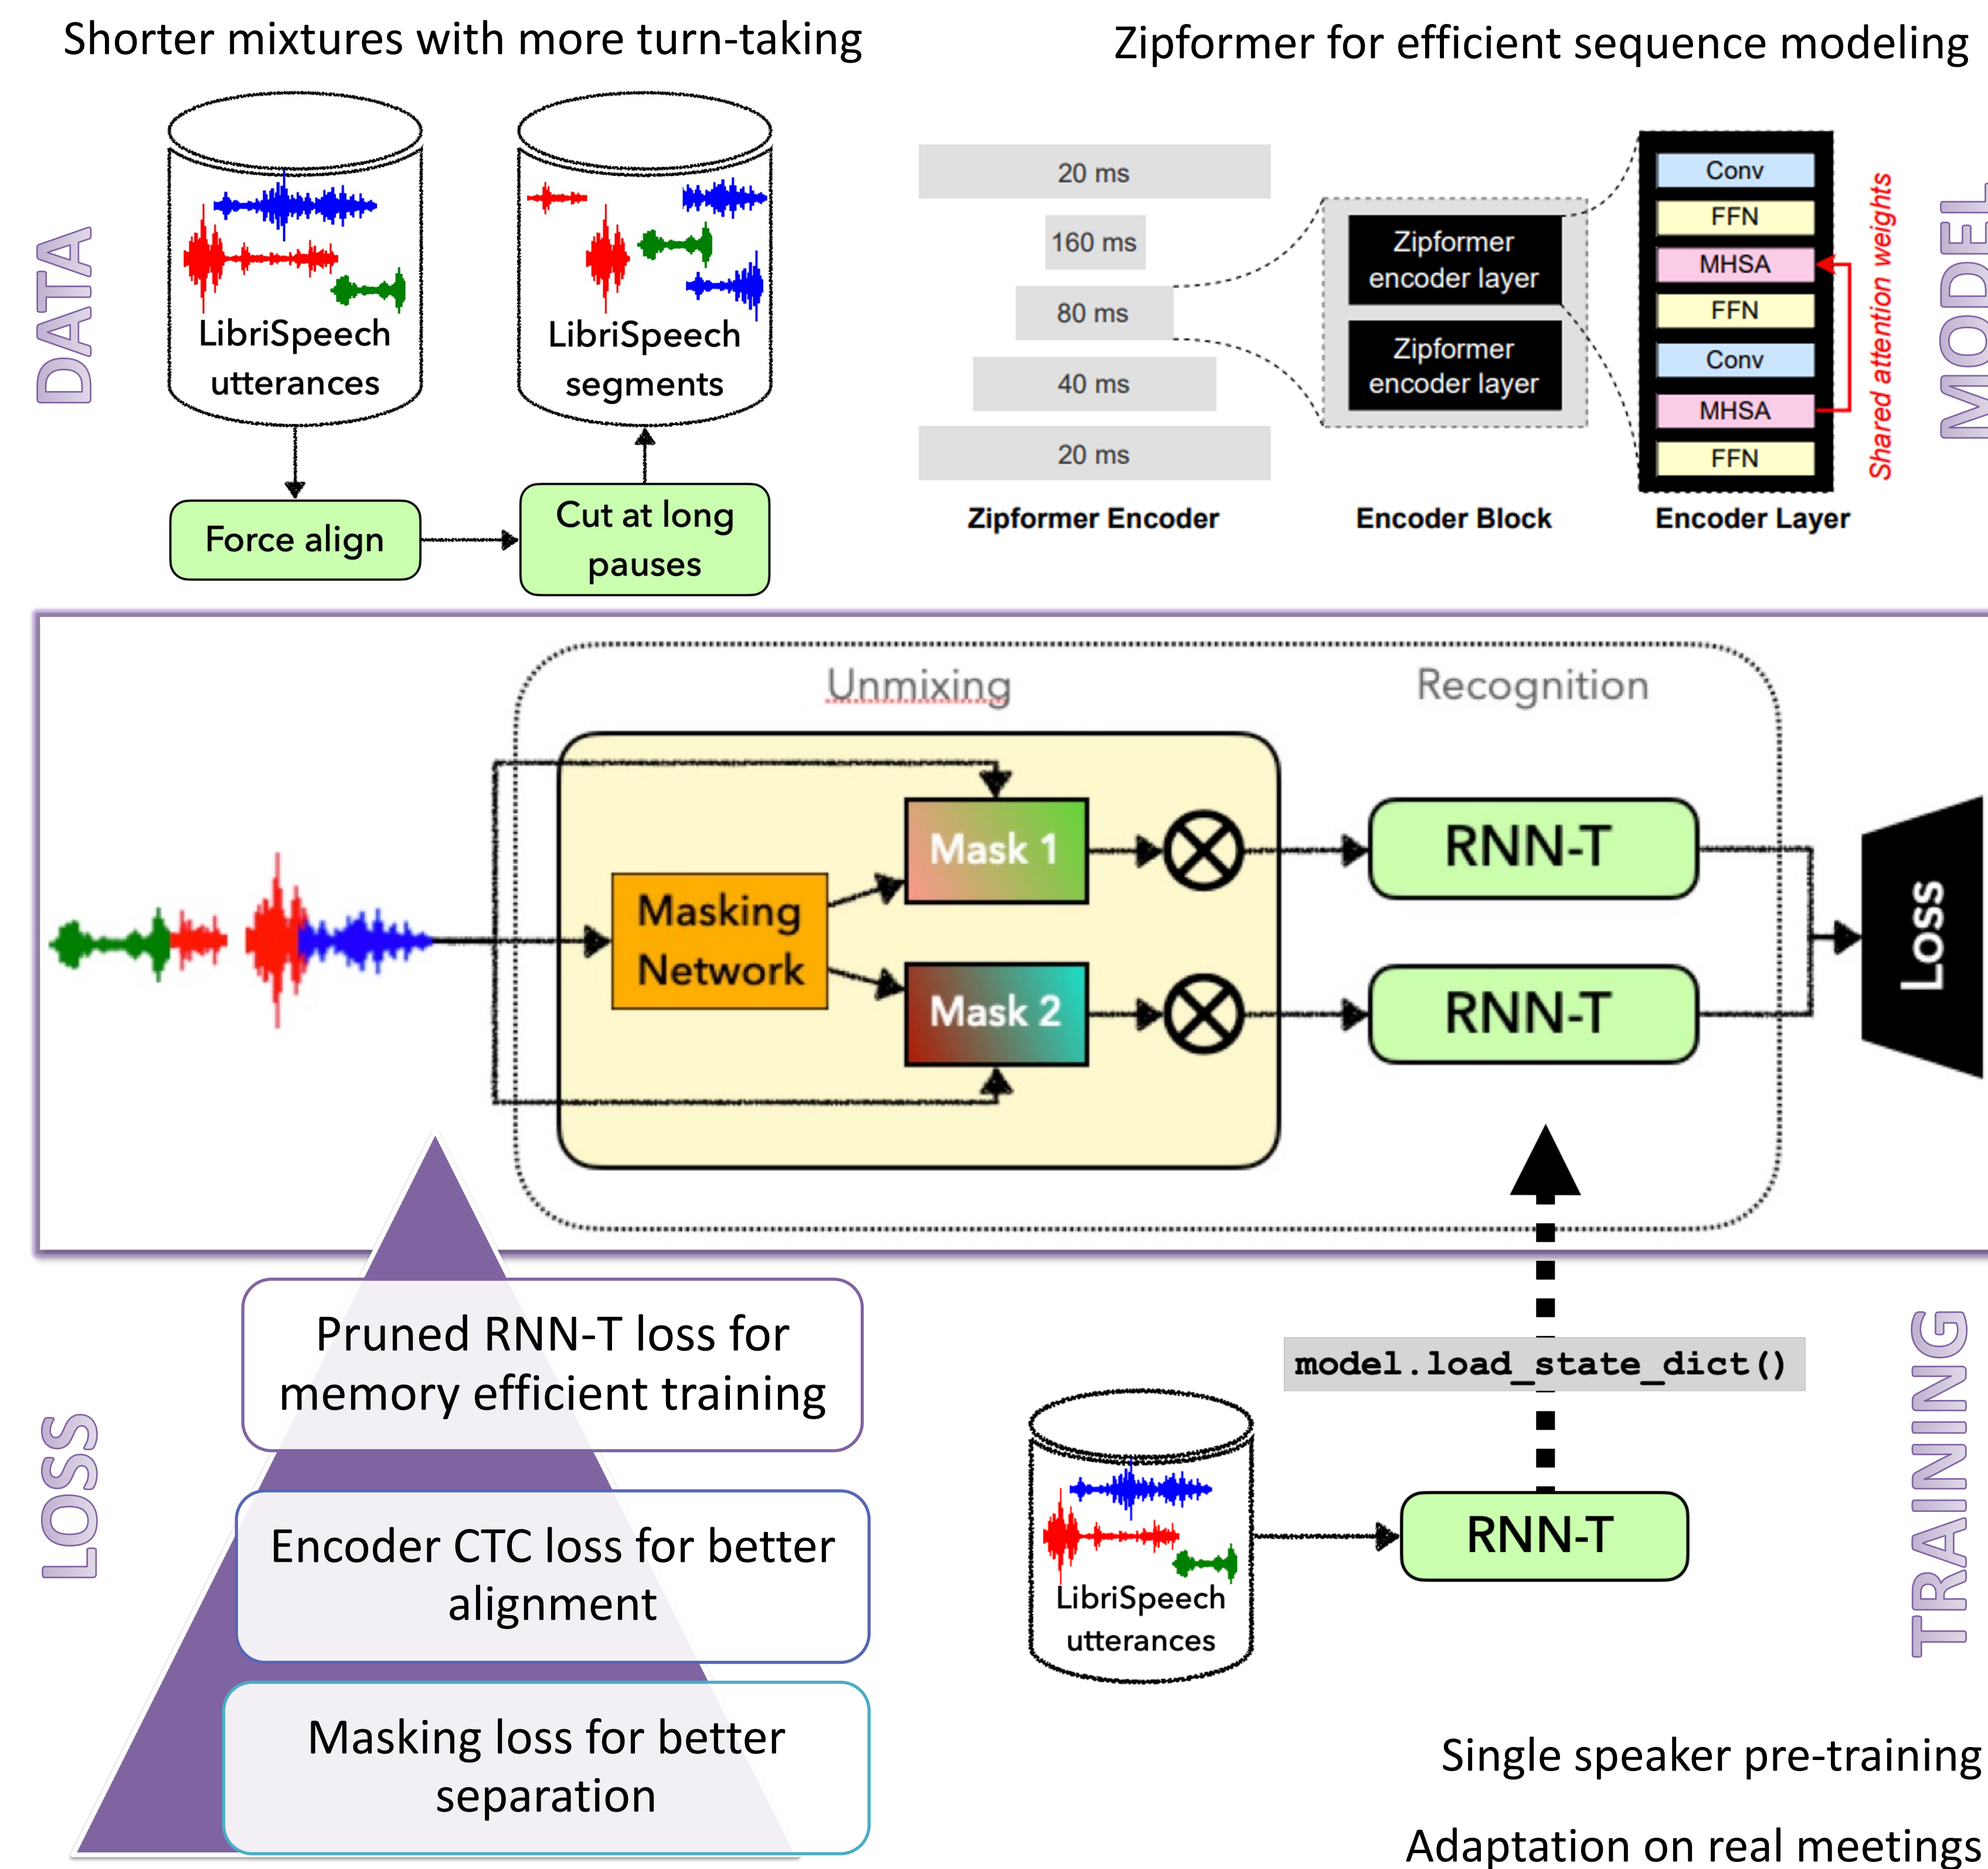 Shorter mixtures with more turn-taking
DATA
LibriSpeech
utterances
LibriSpeech
segments
Force align
Cut at long
pauses
Zipformer for efficient sequence modeling
MODEL
20 ms
160 ms
80 ms
40 ms
20 ms
Zipformer Encoder
Zipformer
encoder layer
Zipformer
encoder layer
Encoder Block
Conv
FFN
MHSA
FFN
Conv
MHSA
FFN
Encoder Layer
Shared attention weights
Unmixing
Recognition
Masking
Network
Mask 1
Mask 2
RNN-T
RNN-T
Loss
LOSS
Pruned RNN-T loss for
memory efficient training
Encoder CTC loss for better
alignment
Masking loss for better
separation
TRAINING
model.load_state_dict()
LibriSpeech
utterances
RNN-T
Single speaker pre-training
Adaptation on real meetings